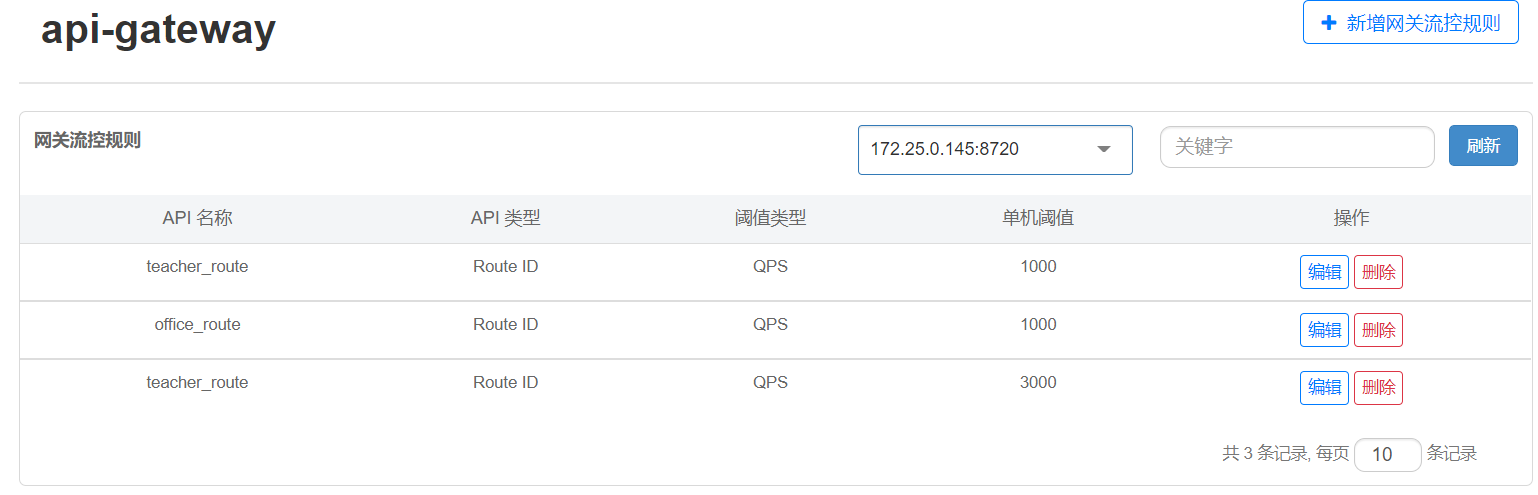 api-gateway
新增网关流控规则
网关流控规则 172.25.0.145:8720 关键字 刷新
API 名称 API 类型 阈值类型 单机阈值 操作
teacher_route Route ID QPS 1000 编辑 删除
office_route Route ID QPS 1000 编辑 删除
teacher_route Route ID QPS 3000 编辑 删除
共 3 条记录, 每页 10 条记录